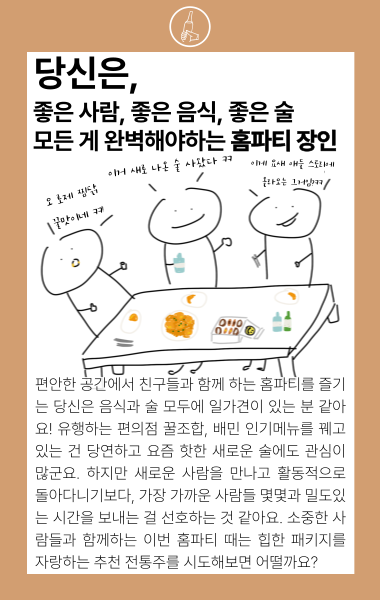 당신은,
좋은 사람, 좋은 음식, 좋은 술
모든 게 완벽해야하는 홈파티 장인
이거 새로 나온 술 사왔다 ㅋㅋ
이게 요새 애들 스토리에
올라오는 그거임?ㅋㅋ
오 로제 찜닭
꿀맛이네 ㅋㅋ
편안한 공간에서 친구들과 함께 하는 홈파티를 즐기
는 당신은 음식과 술 모두에 일가견이 있는 분 같아
요! 유행하는 편의점 꿀조합, 배민 인기메뉴를 꿰고
있는 건 당연하고 요즘 핫한 새로운 술에도 관심이
많군요. 하지만 새로운 사람을 만나고 활동적으로
돌아다니기보다, 가장 가까운 사람들 몇몇과 밀도있
는 시간을 보내는 걸 선호하는 것 같아요. 소중한 사
람들과 함께하는 이번 홈파티 때는 힙한 패키지를
자랑하는 추천 전통주를 시도해보면 어떨까요?